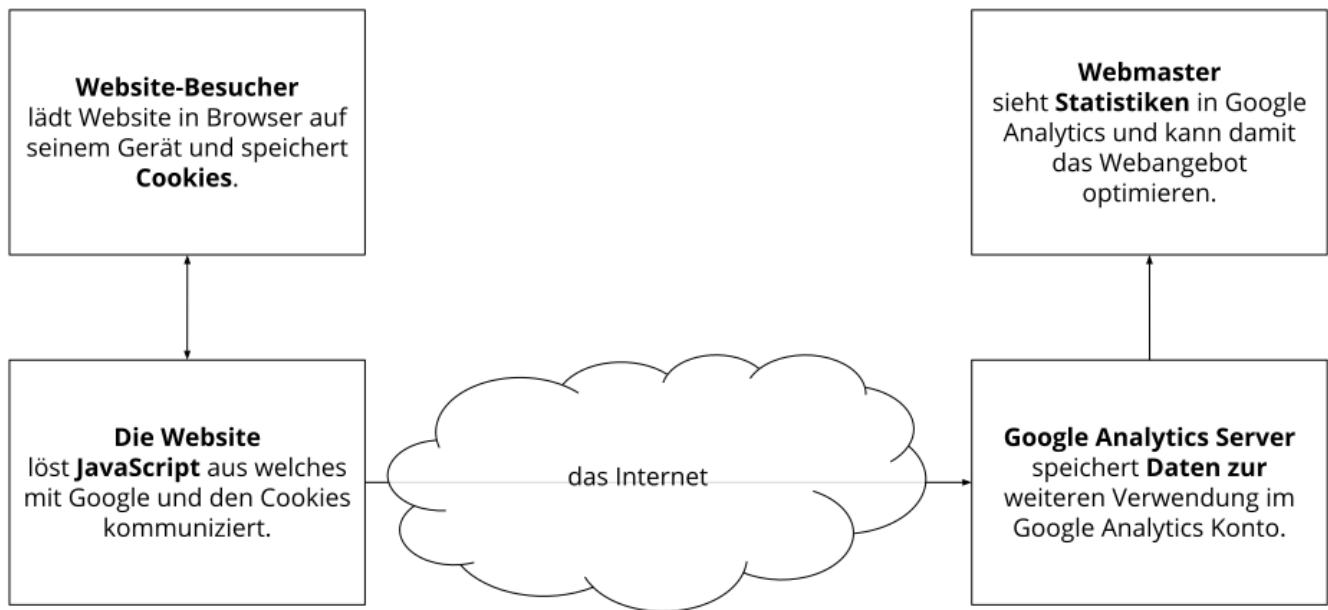 Website-Besucher
lädt Website in Browser auf
seinem Gerät und speichert
Cookies.
Webmaster
sieht Statistiken in Google
Analytics und kann damit
das Webangebot
optimieren.
Die Website
löst JavaScript aus welches
mit Google und den Cookies
kommuniziert.
das Internet
Google Analytics Server
speichert Daten zur
weiteren Verwendung im
Google Analytics Konto.